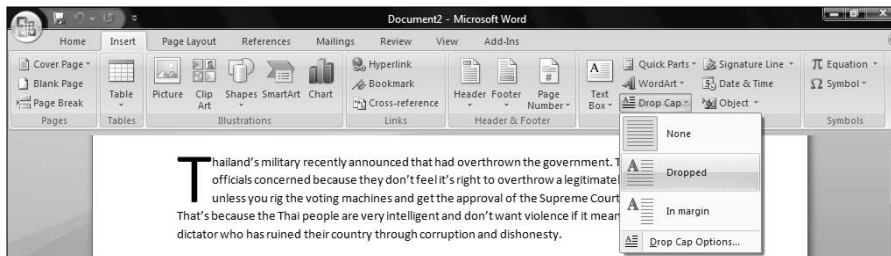 Document2 - Microsoft Word
Home Insert Page Layout References Mailings Review View Add-Ins
Cover Page
Blank Page
Page Break
Pages
Table
Tables
Picture Clip Art Shapes SmartArt Chart
Illustrations
Hyperlink
Bookmark
Cross-reference
Links
Header Footer Page Number
Header & Footer
Text Box
Quick Parts
WordArt
Drop Cap
Signature Line
Date & Time
Object
Equation
Symbol
Symbols
None
Dropped
In margin
Drop Cap Options...
Thailand's military recently announced that had overthrown the government.
officials concerned because they don't feel it's right to overthrow a
unless you rig the voting machines and get the approval of the Supreme Court
That's because the Thai people are very intelligent and don't want violence if it
dictator who has ruined their country through corruption and dishonesty.